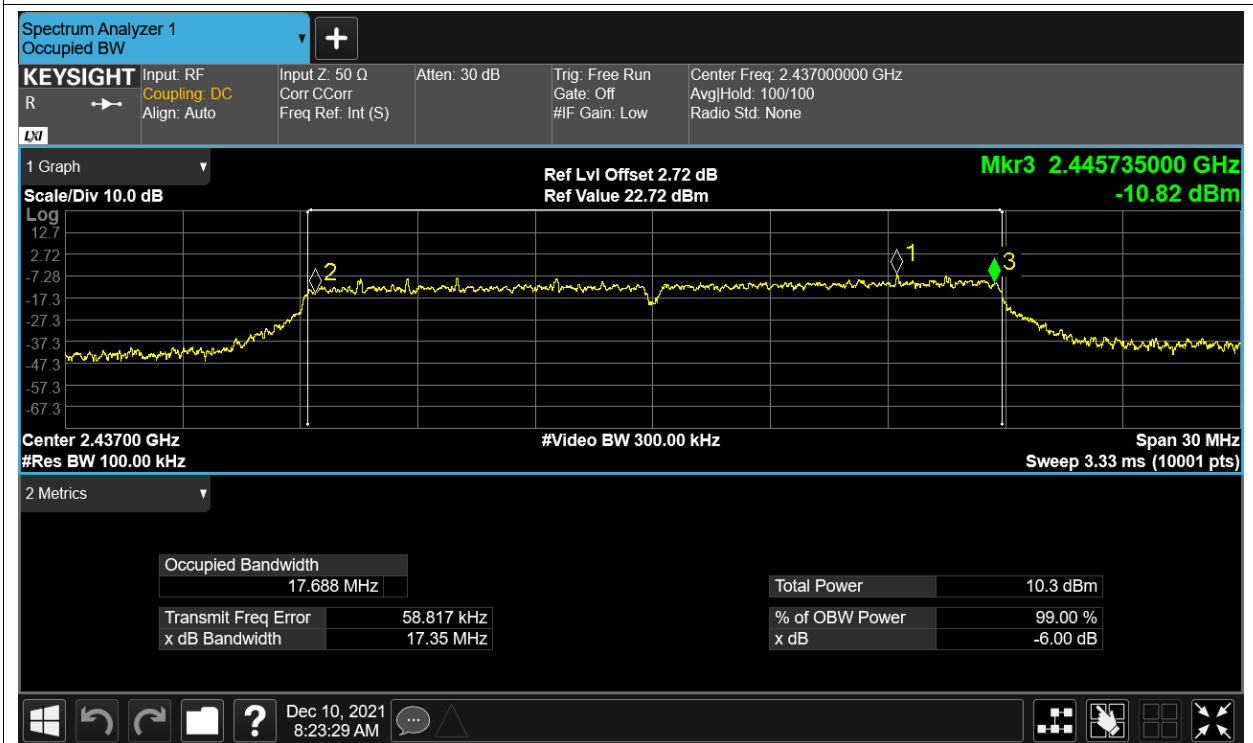 Spectrum Analyzer 1
Occupied BW
KEYSIGHT
R
LXI
Input: RF
Coupling: DC
Align: Auto
Input Z: 50 Ω
Corr CCorr
Freq Ref: Int (S)
Atten: 30 dB
Trig: Free Run
Gate: Off
#IF Gain: Low
Center Freq: 2.437000000 GHz
Avg|Hold: 100/100
Radio Std: None
1 Graph
Scale/Div 10.0 dB
Ref Lvl Offset 2.72 dB
Ref Value 22.72 dBm
Mkr3 2.445735000 GHz
-10.82 dBm
Log
12.7
2.72
-7.28
-17.3
-27.3
-37.3
-47.3
-57.3
-67.3
2
1
3
Center 2.43700 GHz
#Video BW 300.00 kHz
Span 30 MHz
#Res BW 100.00 kHz
Sweep 3.33 ms (10001 pts)
2 Metrics
Occupied Bandwidth
17.688 MHz
Total Power 10.3 dBm
Transmit Freq Error 58.817 kHz
% of OBW Power 99.00 %
x dB Bandwidth 17.35 MHz
x dB -6.00 dB
?
Dec 10, 2021
8:23:29 AM